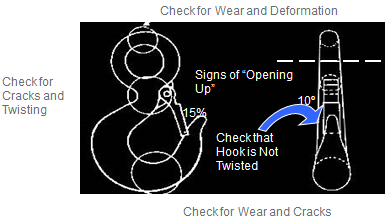 Check for Wear and Deformation
Check for
Cracks and
Twisting
Signs of “Opening
Up”
15%
10°
Check that
Hook is Not
Twisted
Check for Wear and Cracks